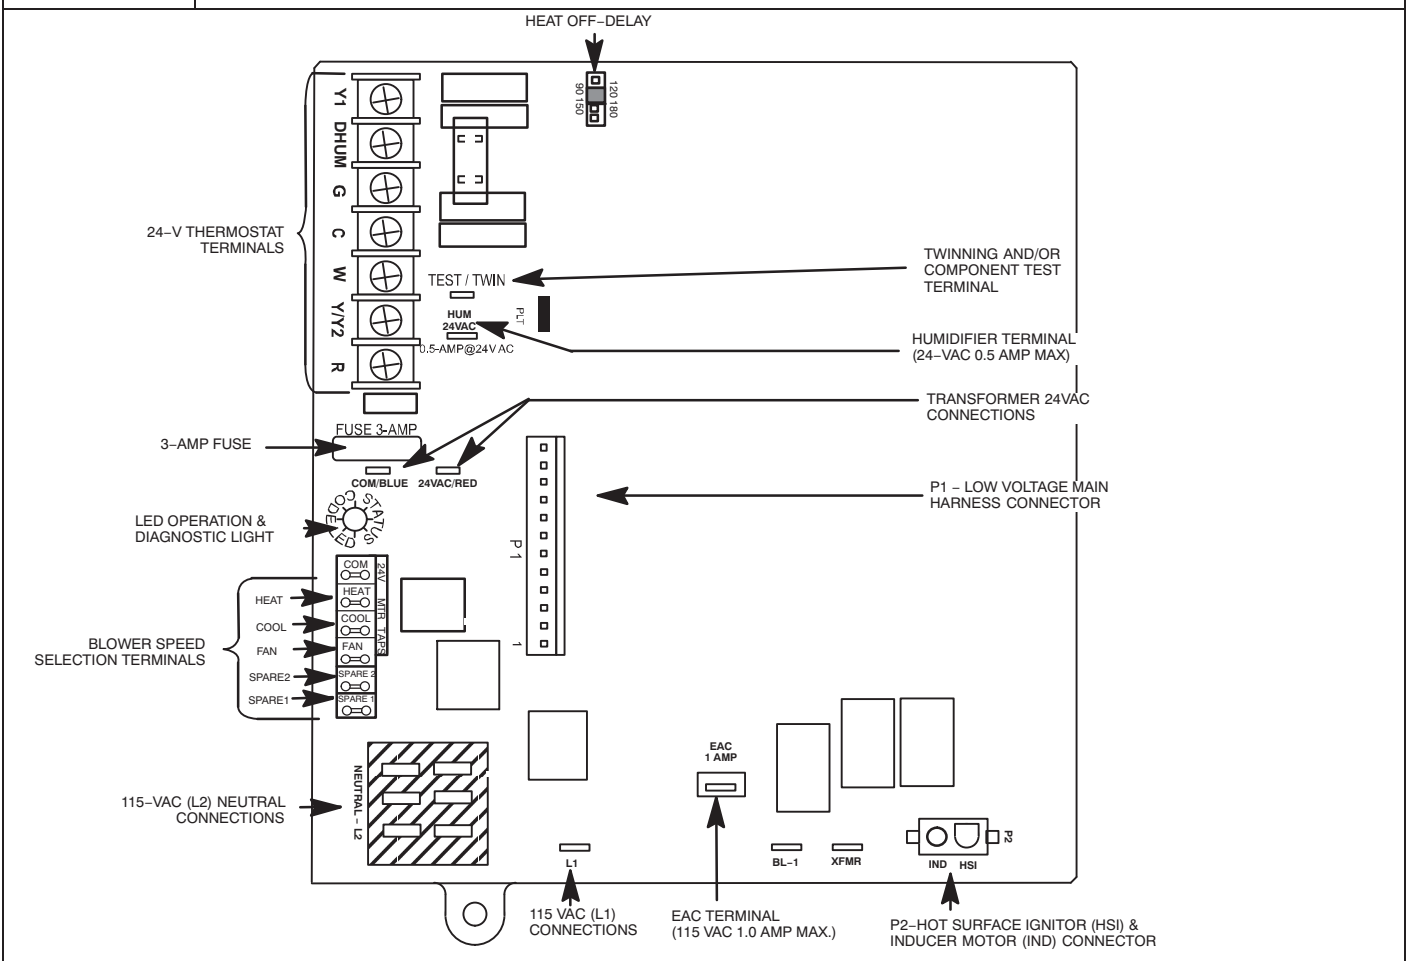 HEAT OFF–DELAY
120 180
90 150
Y1
DHUM
G
C
W
Y/Y2
R
24–V THERMOSTAT
TERMINALS
TEST / TWIN
HUM
24VAC
0.5-AMP@24VAC
PLT
TWINNING AND/OR
COMPONENT TEST
TERMINAL
HUMIDIFIER TERMINAL
(24–VAC 0.5 AMP MAX)
TRANSFORMER 24VAC
CONNECTIONS
FUSE 3-AMP
3–AMP FUSE
COM/BLUE 24VAC/RED
P1 – LOW VOLTAGE MAIN
HARNESS CONNECTOR
STATUS
CODE LED
LED OPERATION &
DIAGNOSTIC LIGHT
P 1
1
COM
HEAT
COOL
FAN
SPARE 2
SPARE 1
24V
MTR TAPS
HEAT
COOL
FAN
SPARE2
SPARE1
BLOWER SPEED
SELECTION TERMINALS
NEUTRAL – L2
115–VAC (L2) NEUTRAL
CONNECTIONS
L1
115 VAC (L1)
CONNECTIONS
EAC
1 AMP
EAC TERMINAL
(115 VAC 1.0 AMP MAX.)
BL–1
XFMR
P2
IND HSI
P2–HOT SURFACE IGNITOR (HSI) &
INDUCER MOTOR (IND) CONNECTOR